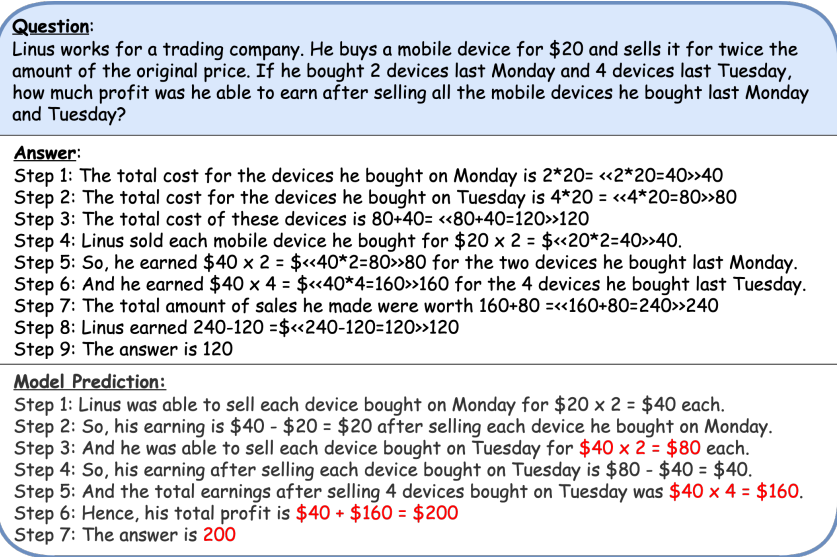 Question:
Linus works for a trading company. He buys a mobile device for $20 and sells it for twice the
amount of the original price. If he bought 2 devices last Monday and 4 devices last Tuesday,
how much profit was he able to earn after selling all the mobile devices he bought last Monday
and Tuesday?
Answer:
Step 1: The total cost for the devices he bought on Monday is 2*20= <<2*20=40>>40
Step 2: The total cost for the devices he bought on Tuesday is 4*20 = <<4*20=80>>80
Step 3: The total cost of these devices is 80+40= <<80+40=120>>120
Step 4: Linus sold each mobile device he bought for $20 x 2 = $<<20*2=40>>40.
Step 5: So, he earned $40 x 2 = $<<40*2=80>>80 for the two devices he bought last Monday.
Step 6: And he earned $40 x 4 = $<<40*4=160>>160 for the 4 devices he bought last Tuesday.
Step 7: The total amount of sales he made were worth 160+80 =<<160+80=240>>240
Step 8: Linus earned 240-120 =$<<240-120=120>>120
Step 9: The answer is 120
Model Prediction:
Step 1: Linus was able to sell each device bought on Monday for $20 x 2 = $40 each.
Step 2: So, his earning is $40 - $20 = $20 after selling each device he bought on Monday.
Step 3: And he was able to sell each device bought on Tuesday for $40 x 2 = $80 each.
Step 4: So, his earning after selling each device bought on Tuesday is $80 - $40 = $40.
Step 5: And the total earnings after selling 4 devices bought on Tuesday was $40 x 4 = $160.
Step 6: Hence, his total profit is $40 + $160 = $200
Step 7: The answer is 200